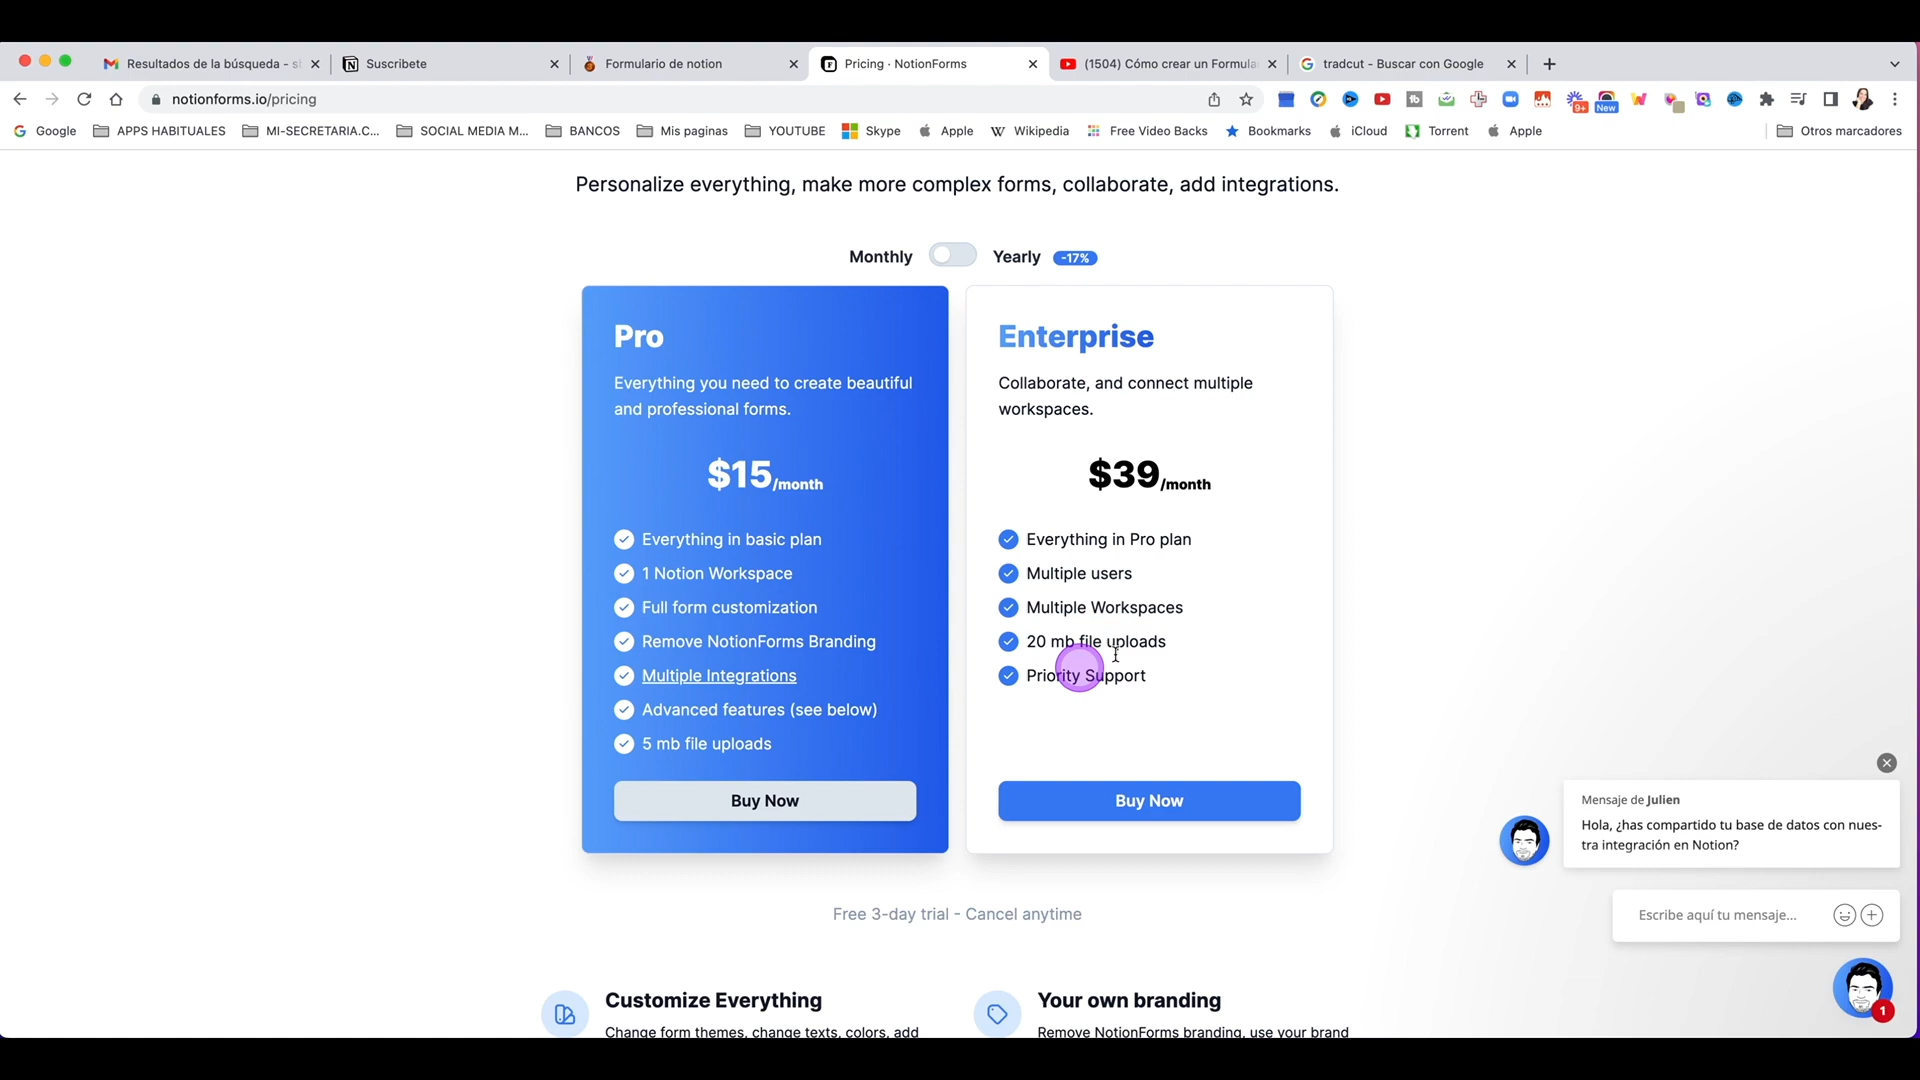 Resultados de la búsqueda - s
Suscribete
Formulario de notion
Pricing · NotionForms
(1504) Cómo crear un Formula
tradcut - Buscar con Google
notionforms.io/pricing
9+
New
Google
APPS HABITUALES
MI-SECRETARIA.C...
SOCIAL MEDIA M...
BANCOS
Mis paginas
YOUTUBE
Skype
Apple
Wikipedia
Free Video Backs
Bookmarks
iCloud
Torrent
Apple
Otros marcadores
Personalize everything, make more complex forms, collaborate, add integrations.
Monthly
Yearly
-17%
Pro
Everything you need to create beautiful
and professional forms.
$15/month
Everything in basic plan
1 Notion Workspace
Full form customization
Remove NotionForms Branding
Multiple Integrations
Advanced features (see below)
5 mb file uploads
Buy Now
Enterprise
Collaborate, and connect multiple
workspaces.
$39/month
Everything in Pro plan
Multiple users
Multiple Workspaces
20 mb file uploads
Priority Support
Buy Now
Free 3-day trial - Cancel anytime
Customize Everything
Change form themes, change texts, colors, add
Your own branding
Remove NotionForms branding, use your brand
Mensaje de Julien
Hola, ¿has compartido tu base de datos con nues-
tra integración en Notion?
Escribe aquí tu mensaje...
1